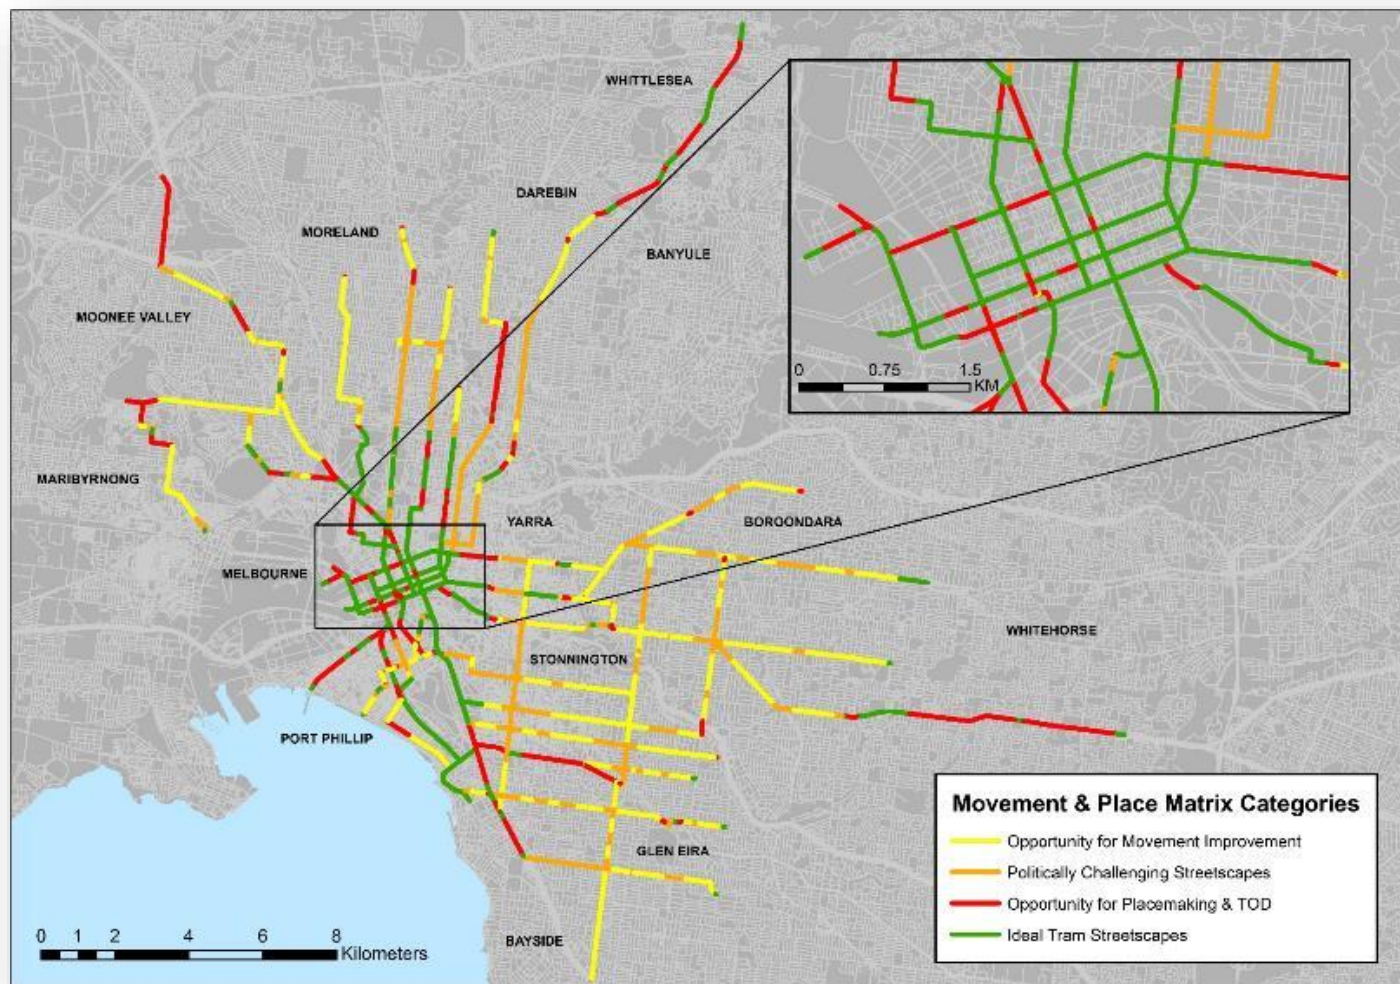 WHITTLESEA
DAREBIN
MORELAND
BANYULE
MOONEE VALLEY
MARIBYRNONG
YARRA
BOROONDARA
MELBOURNE
WHITEHORSE
STONNINGTON
PORT PHILLIP
GLEN EIRA
BAYSIDE
0 0.75 1.5
KM
Movement & Place Matrix Categories
Opportunity for Movement Improvement
Politically Challenging Streetscapes
Opportunity for Placemaking & TOD
Ideal Tram Streetscapes
0 1 2 4 6 8
Kilometers